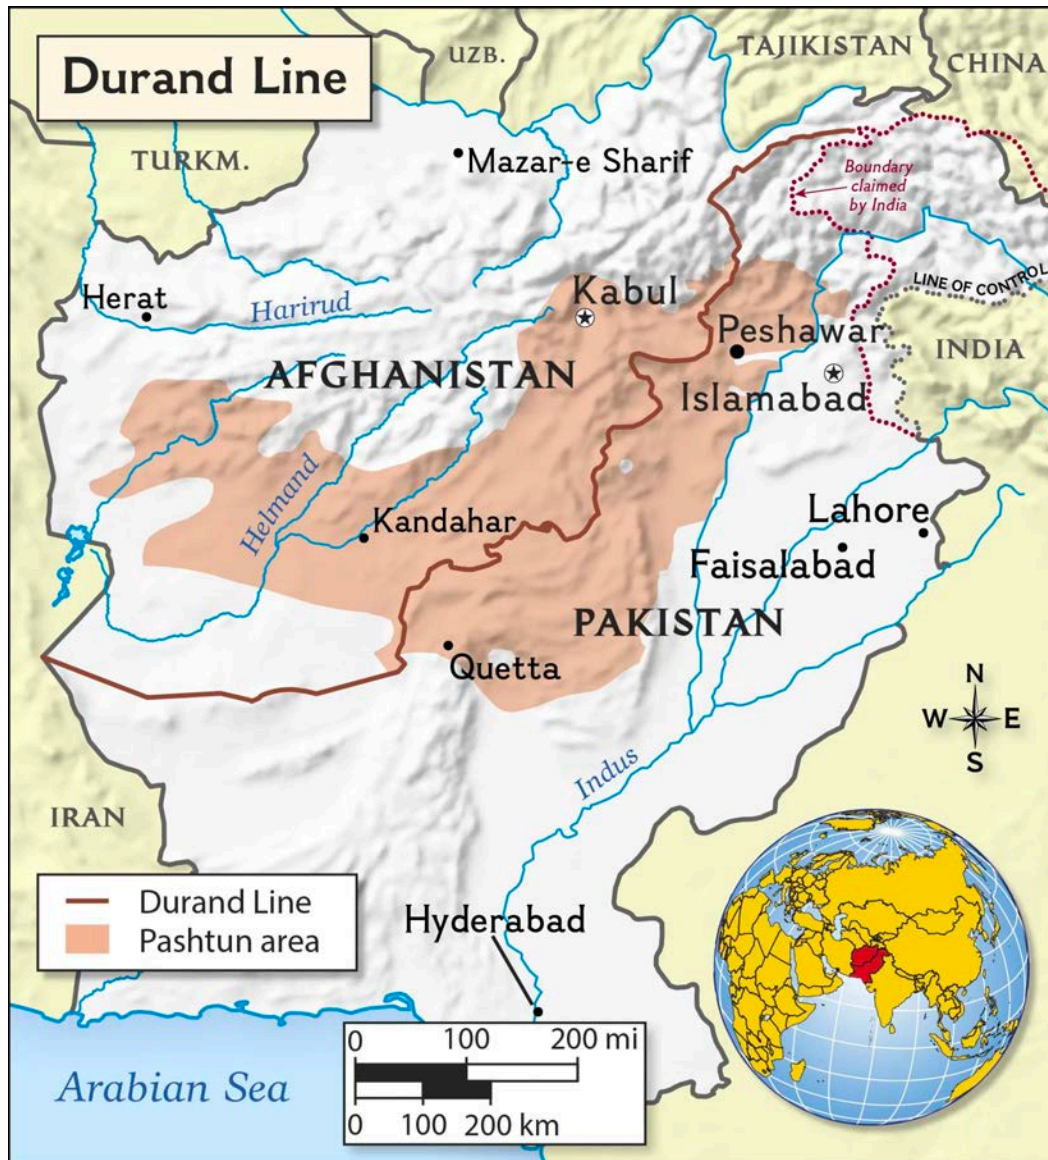 Durand Line
UZB.
TAJIKISTAN
CHINA
TURKM.
Mazar-e Sharif
Boundary
claimed
by India
Herat
Harirud
Kabul
LINE OF CONTROL
Peshawar
INDIA
AFGHANISTAN
Islamabad
Helmand
Kandahar
Lahore
Faisalabad
PAKISTAN
Quetta
N
W E
S
Indus
IRAN
Durand Line
Pashtun area
Hyderabad
0 100 200 mi
0 100 200 km
Arabian Sea